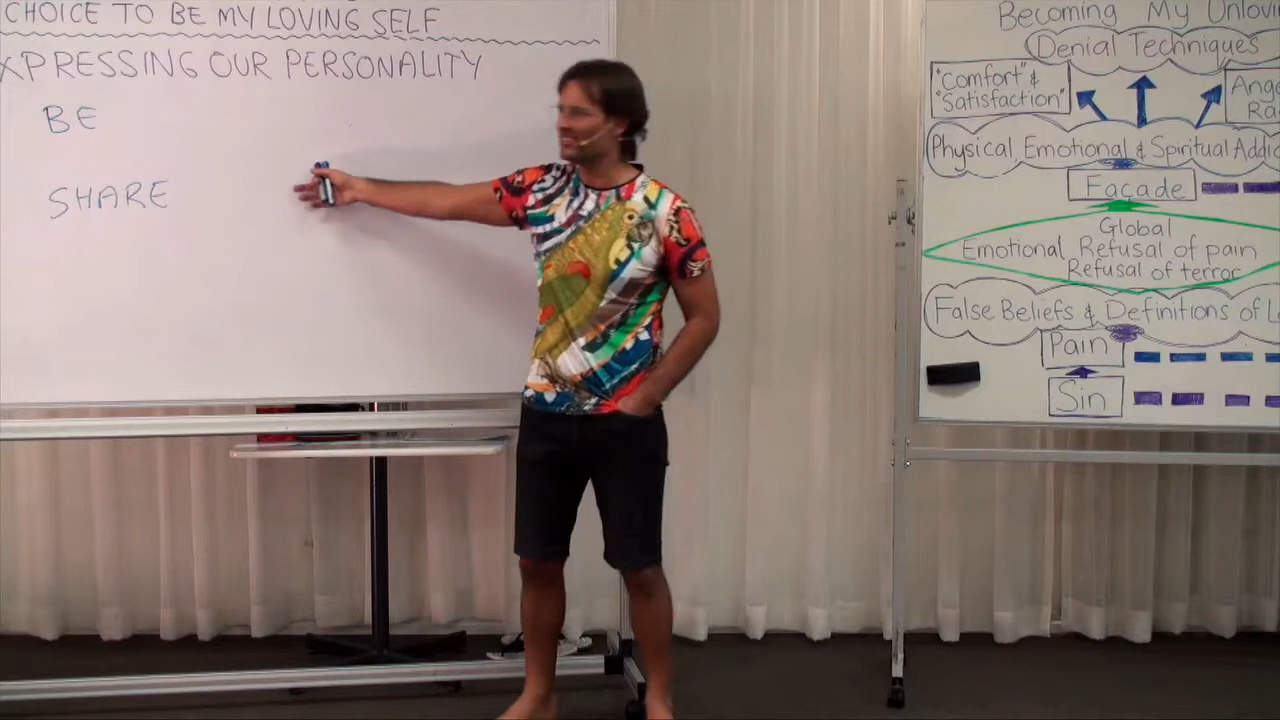 CHOICE TO BE MY LOVING SELF
XPRESSING OUR PERSONALITY
BE
SHARE
Becoming My Unlovi
Denial Techniques
"Comfort" &
"Satisfaction"
Ange
Ra
Physical Emotional & Spiritual Addic
Façade
Global
Emotional Refusal of pain
Refusal of terror
False Beliefs & Definitions of L
Pain
Sin